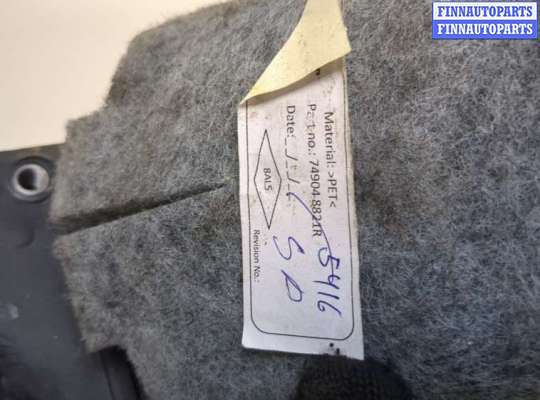 FINNAUTOPARTS
FINNAUTOPARTS
Material: >PET<
Part no.: 74904 8821R
Date:
BALS
Revision No.:
5416
SD